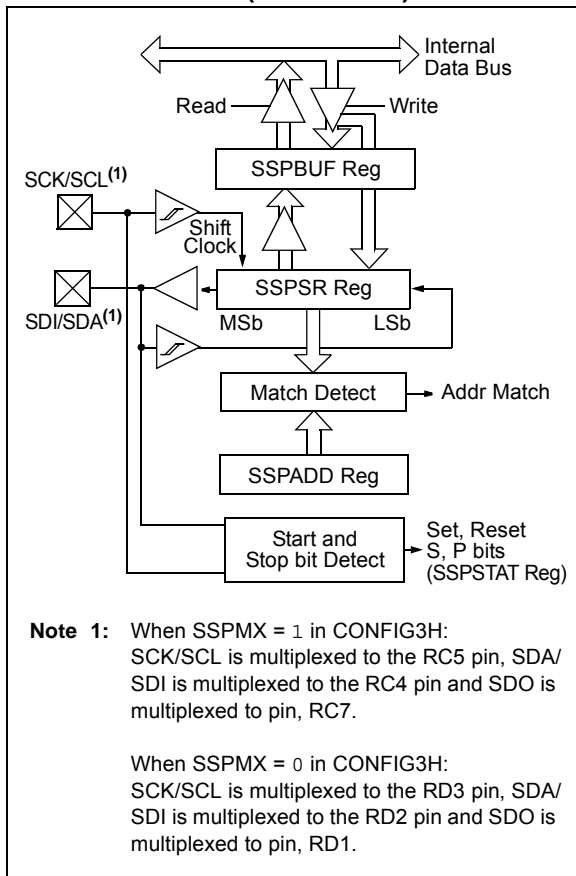 Internal
Data Bus
Read
Write
SSPBUF Reg
SCK/SCL(1)
Shift
Clock
SSPSR Reg
MSb
LSb
SDI/SDA(1)
Match Detect
Addr Match
SSPADD Reg
Start and
Stop bit Detect
Set, Reset
S, P bits
(SSPSTAT Reg)
Note 1: When SSPMX = 1 in CONFIG3H:
SCK/SCL is multiplexed to the RC5 pin, SDA/
SDI is multiplexed to the RC4 pin and SDO is
multiplexed to pin, RC7.
When SSPMX = 0 in CONFIG3H:
SCK/SCL is multiplexed to the RD3 pin, SDA/
SDI is multiplexed to the RD2 pin and SDO is
multiplexed to pin, RD1.